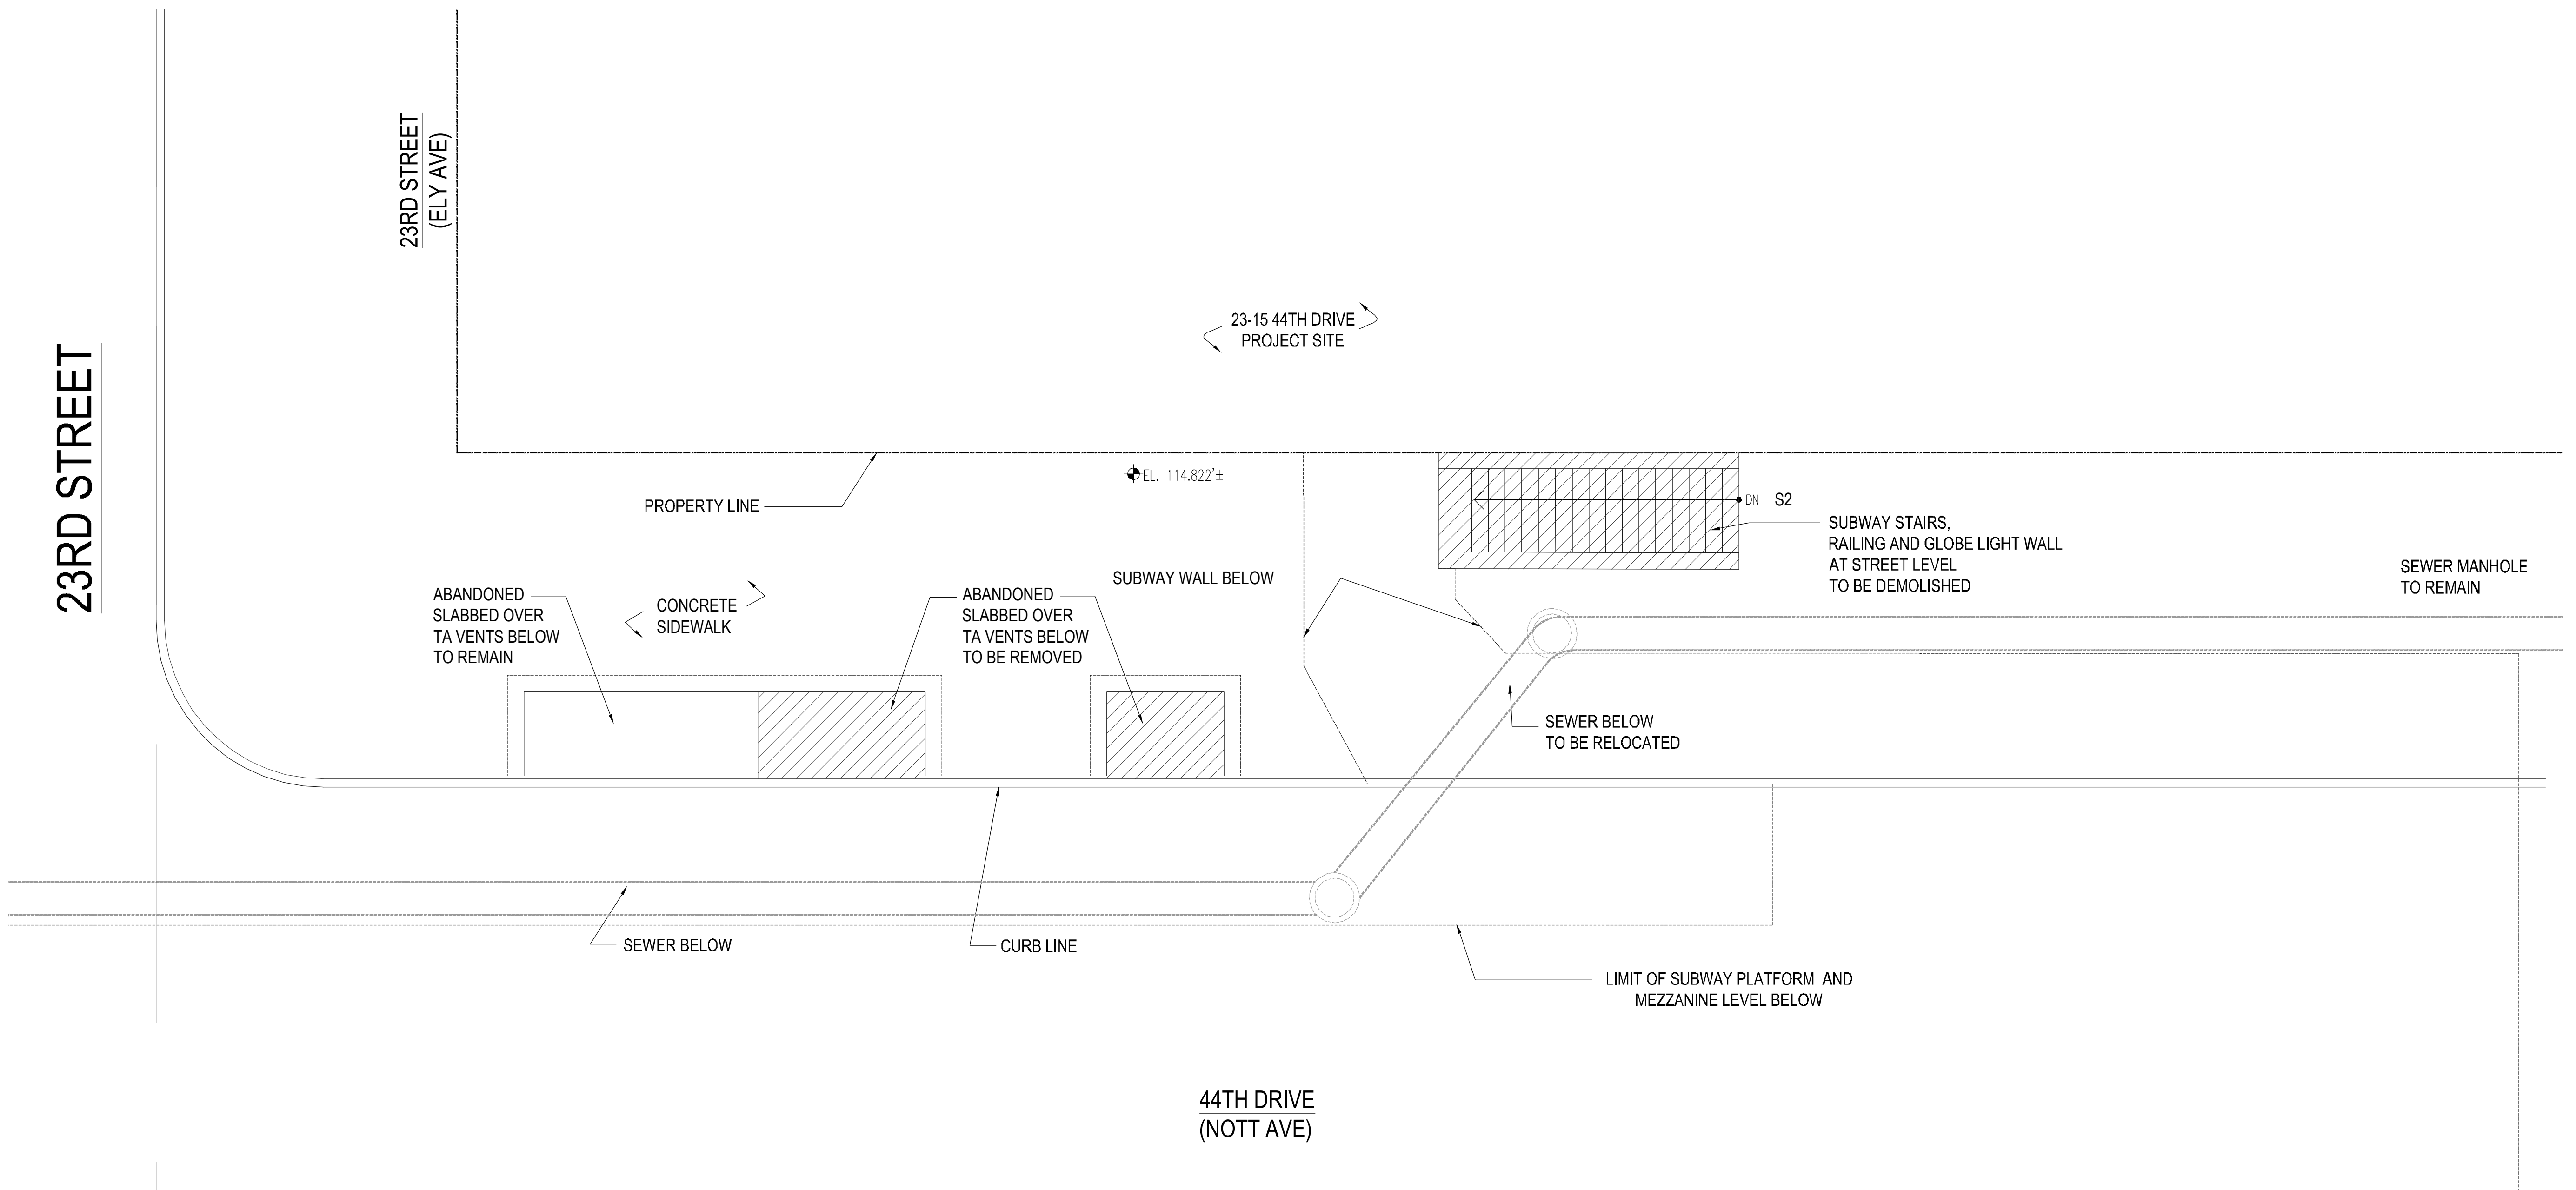 23RD STREET
(ELY AVE)
23RD STREET
23-15 44TH DRIVE
PROJECT SITE
EL. 114.822'±
PROPERTY LINE
DN S2
SUBWAY STAIRS,
RAILING AND GLOBE LIGHT WALL
AT STREET LEVEL
TO BE DEMOLISHED
SEWER MANHOLE
TO REMAIN
SUBWAY WALL BELOW
ABANDONED
SLABBED OVER
TA VENTS BELOW
TO REMAIN
CONCRETE
SIDEWALK
ABANDONED
SLABBED OVER
TA VENTS BELOW
TO BE REMOVED
SEWER BELOW
TO BE RELOCATED
SEWER BELOW
CURB LINE
LIMIT OF SUBWAY PLATFORM AND
MEZZANINE LEVEL BELOW
44TH DRIVE
(NOTT AVE)